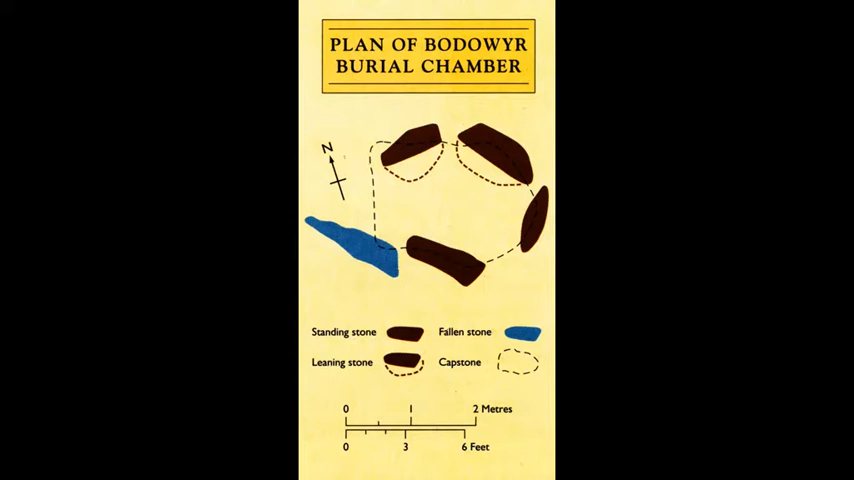 PLAN OF BODOWYR
BURIAL CHAMBER
N
Standing stone
Fallen stone
Leaning stone
Capstone
0 1 2 Metres
0 3 6 Feet